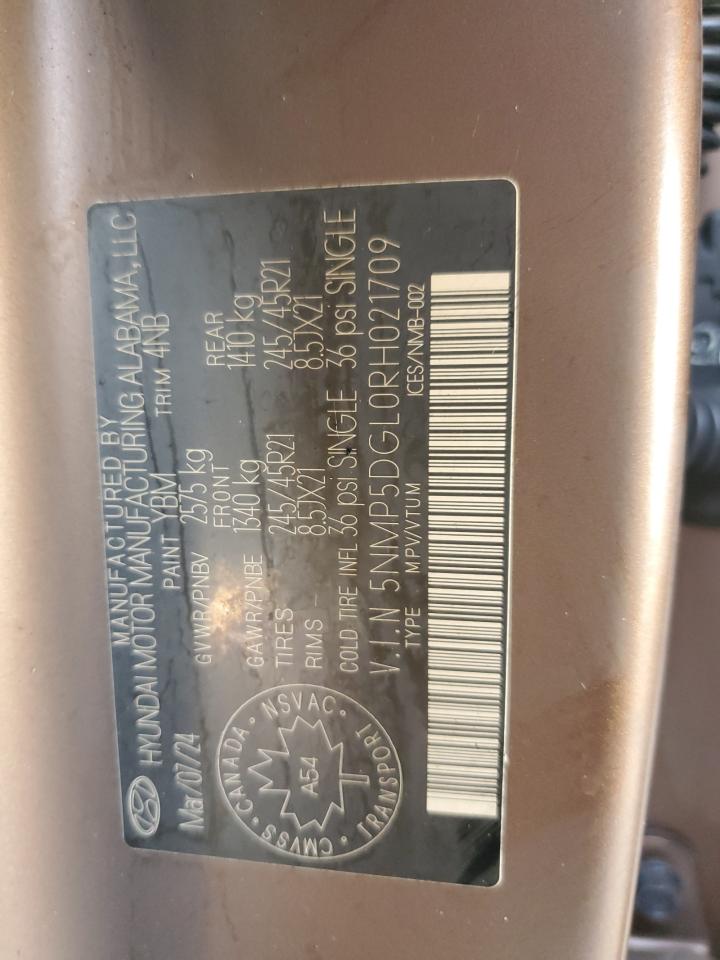 MANUFACTURED BY
HYUNDAI MOTOR MANUFACTURING ALABAMA, LLC
Mar/07/24 PAINT YBM TRIM 4NB
GVWR/PNBV 2575 kg
FRONT REAR
GAWR/PNBE 1340 kg 1410 kg
TIRES 245/45R21 245/45R21
RIMS 8.5JX21 8.5JX21
COLD TIRE INFL 36 psi SINGLE 36 psi SINGLE
V.I.N 5NMP5DGL0RH021709
TYPE MPV/VTUM ICES/NMB-002
CANADA · NSVAC · TRANSPORT · CMVSS
A54